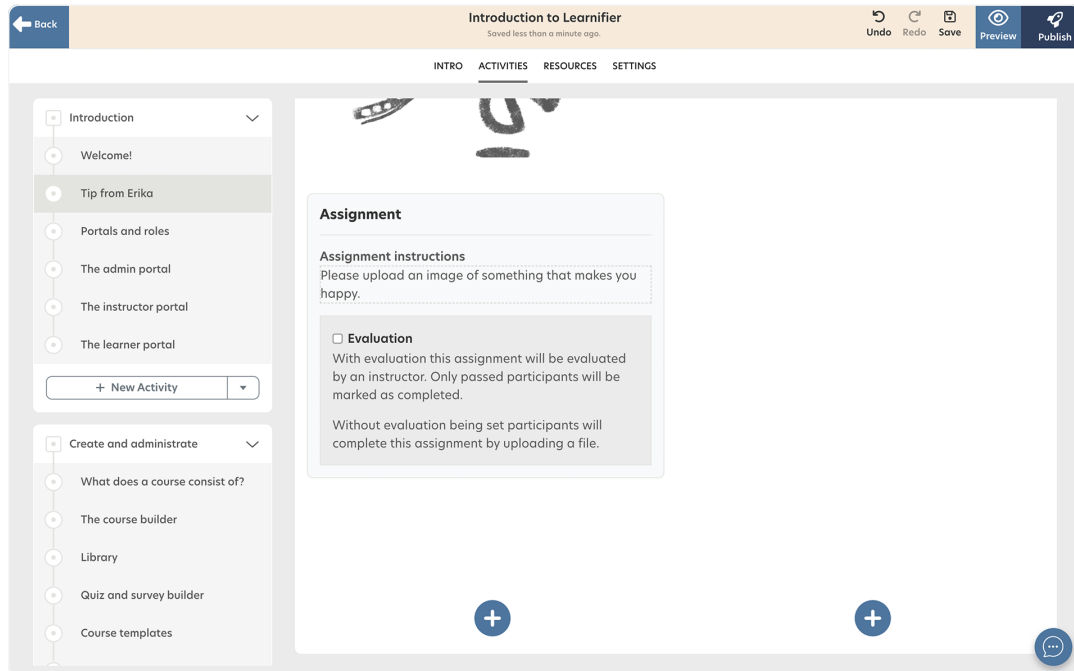 Back
Introduction to Learnifier
Saved less than a minute ago.
Undo
Redo
Save
Preview
Publish
INTRO
ACTIVITIES
RESOURCES
SETTINGS
Introduction
Welcome!
Tip from Erika
Portals and roles
The admin portal
The instructor portal
The learner portal
+ New Activity
Create and administrate
What does a course consist of?
The course builder
Library
Quiz and survey builder
Course templates
Assignment
Assignment instructions
Please upload an image of something that makes you
happy.
Evaluation
With evaluation this assignment will be evaluated
by an instructor. Only passed participants will be
marked as completed.
Without evaluation being set participants will
complete this assignment by uploading a file.